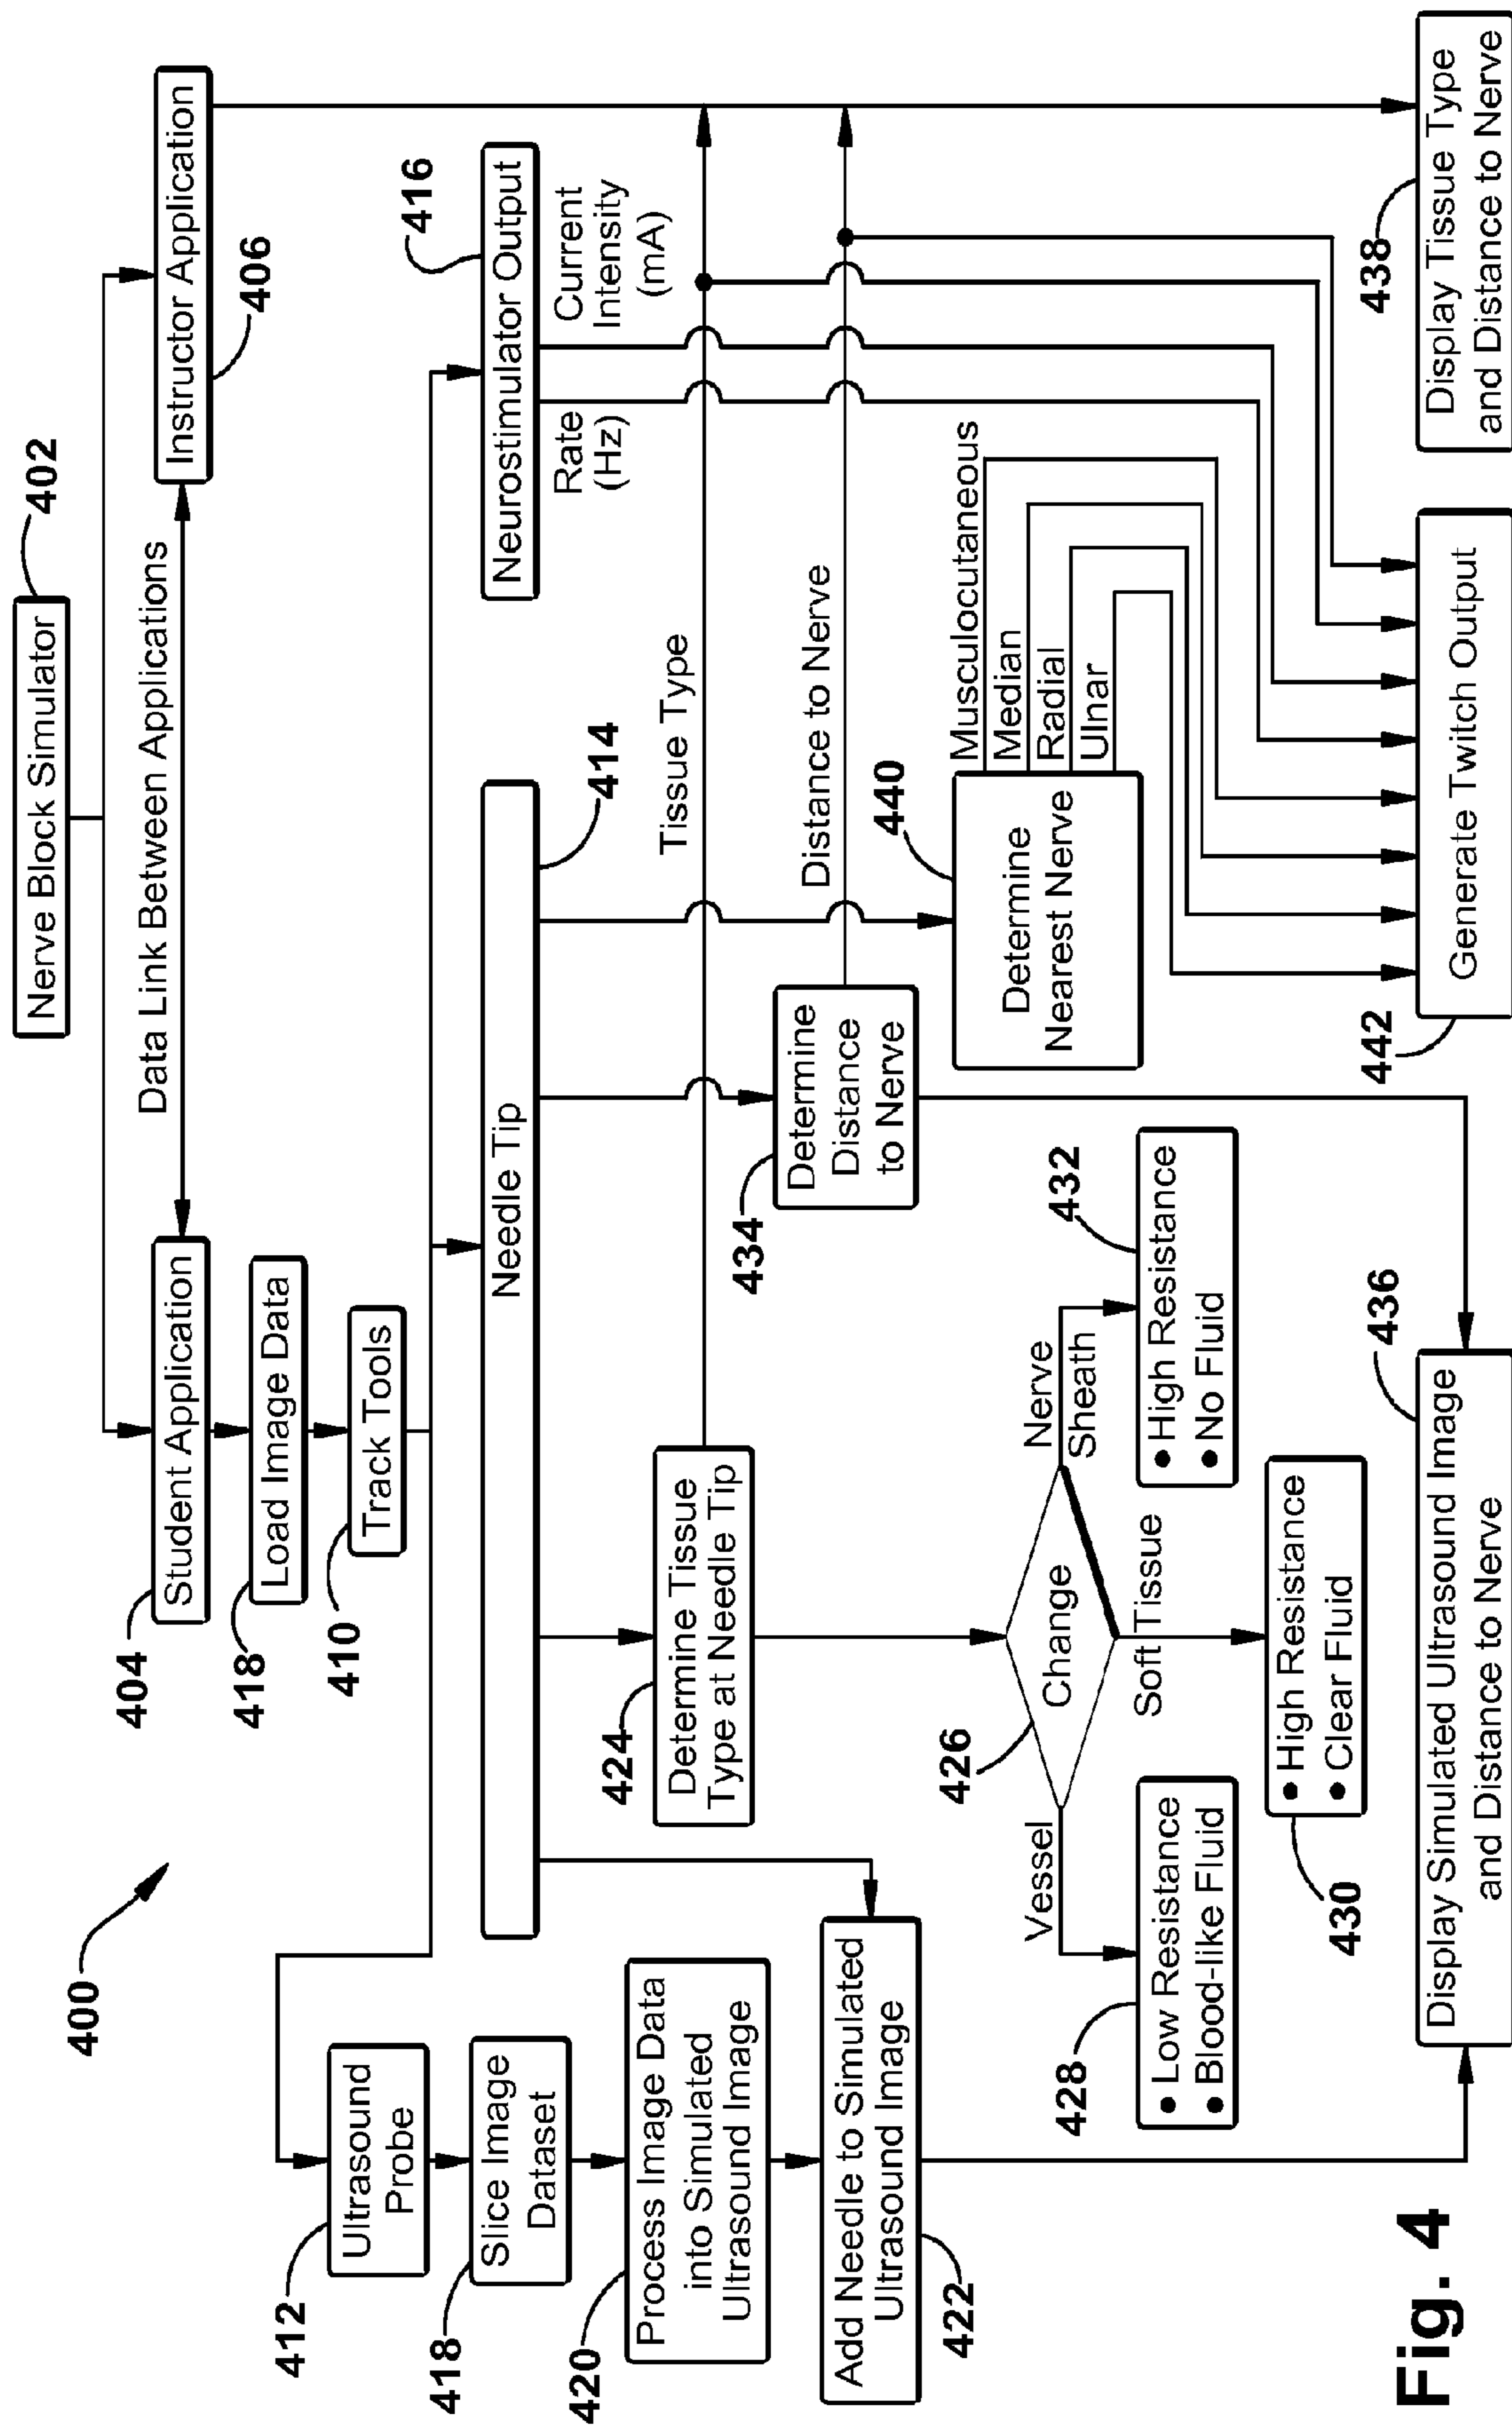 400
Nerve Block Simulator
402
Data Link Between Applications
404
Student Application
Instructor Application
406
418
Load Image Data
410
Track Tools
412
Ultrasound
Probe
Needle Tip
414
Neurostimulator Output
416
Rate
(Hz)
Current
Intensity
(mA)
418
Slice Image
Dataset
420
Process Image Data
into Simulated
Ultrasound Image
424
Determine Tissue
Type at Needle Tip
Tissue Type
434
Determine
Distance
to Nerve
Distance to Nerve
Add Needle to Simulated
Ultrasound Image
422
440
Determine
Nearest Nerve
Musculocutaneous
Median
Radial
Ulnar
426
Change
Vessel
Nerve
Sheath
Soft Tissue
428
• Low Resistance
• Blood-like Fluid
430
• High Resistance
• Clear Fluid
432
• High Resistance
• No Fluid
436
Display Simulated Ultrasound Image
and Distance to Nerve
442
Generate Twitch Output
438
Display Tissue Type
and Distance to Nerve
Fig. 4